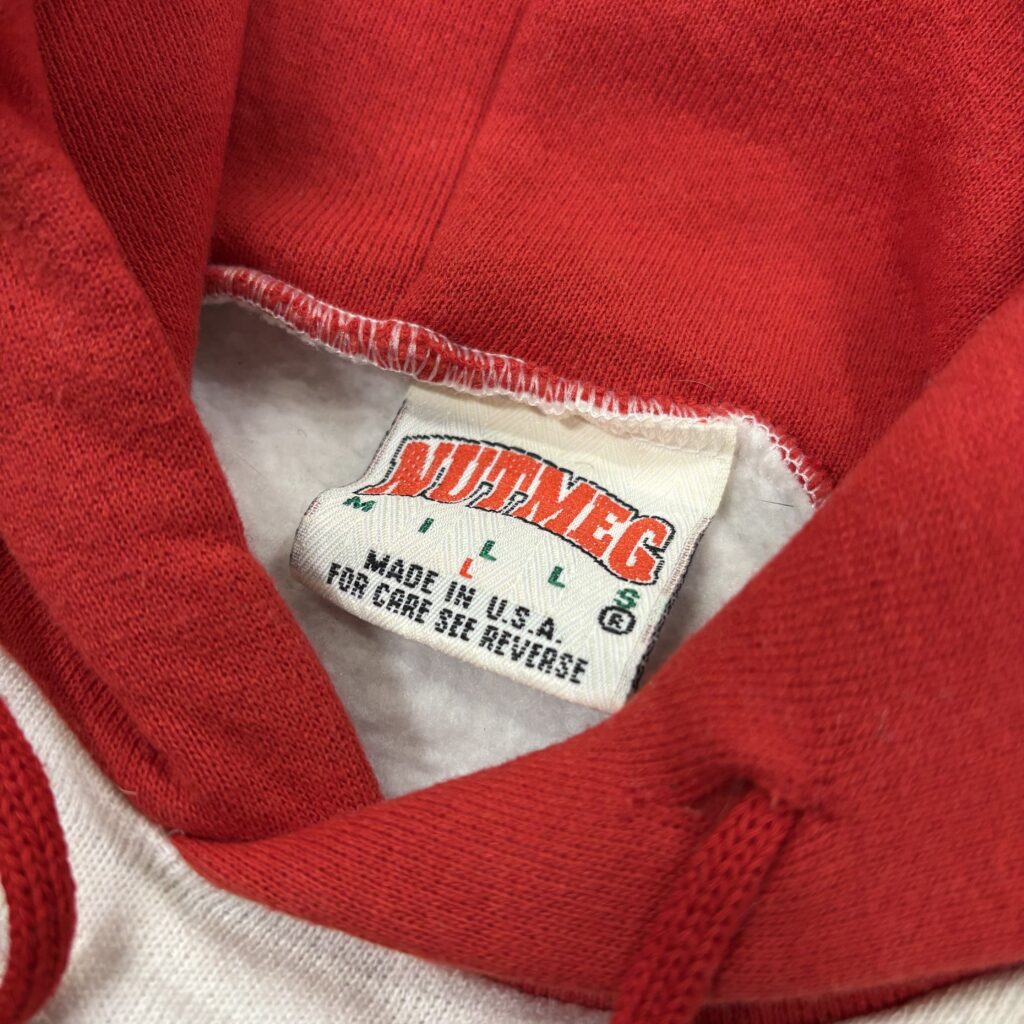 NUTMEG
MILLS
L
®
MADE IN U.S.A.
FOR CARE SEE REVERSE